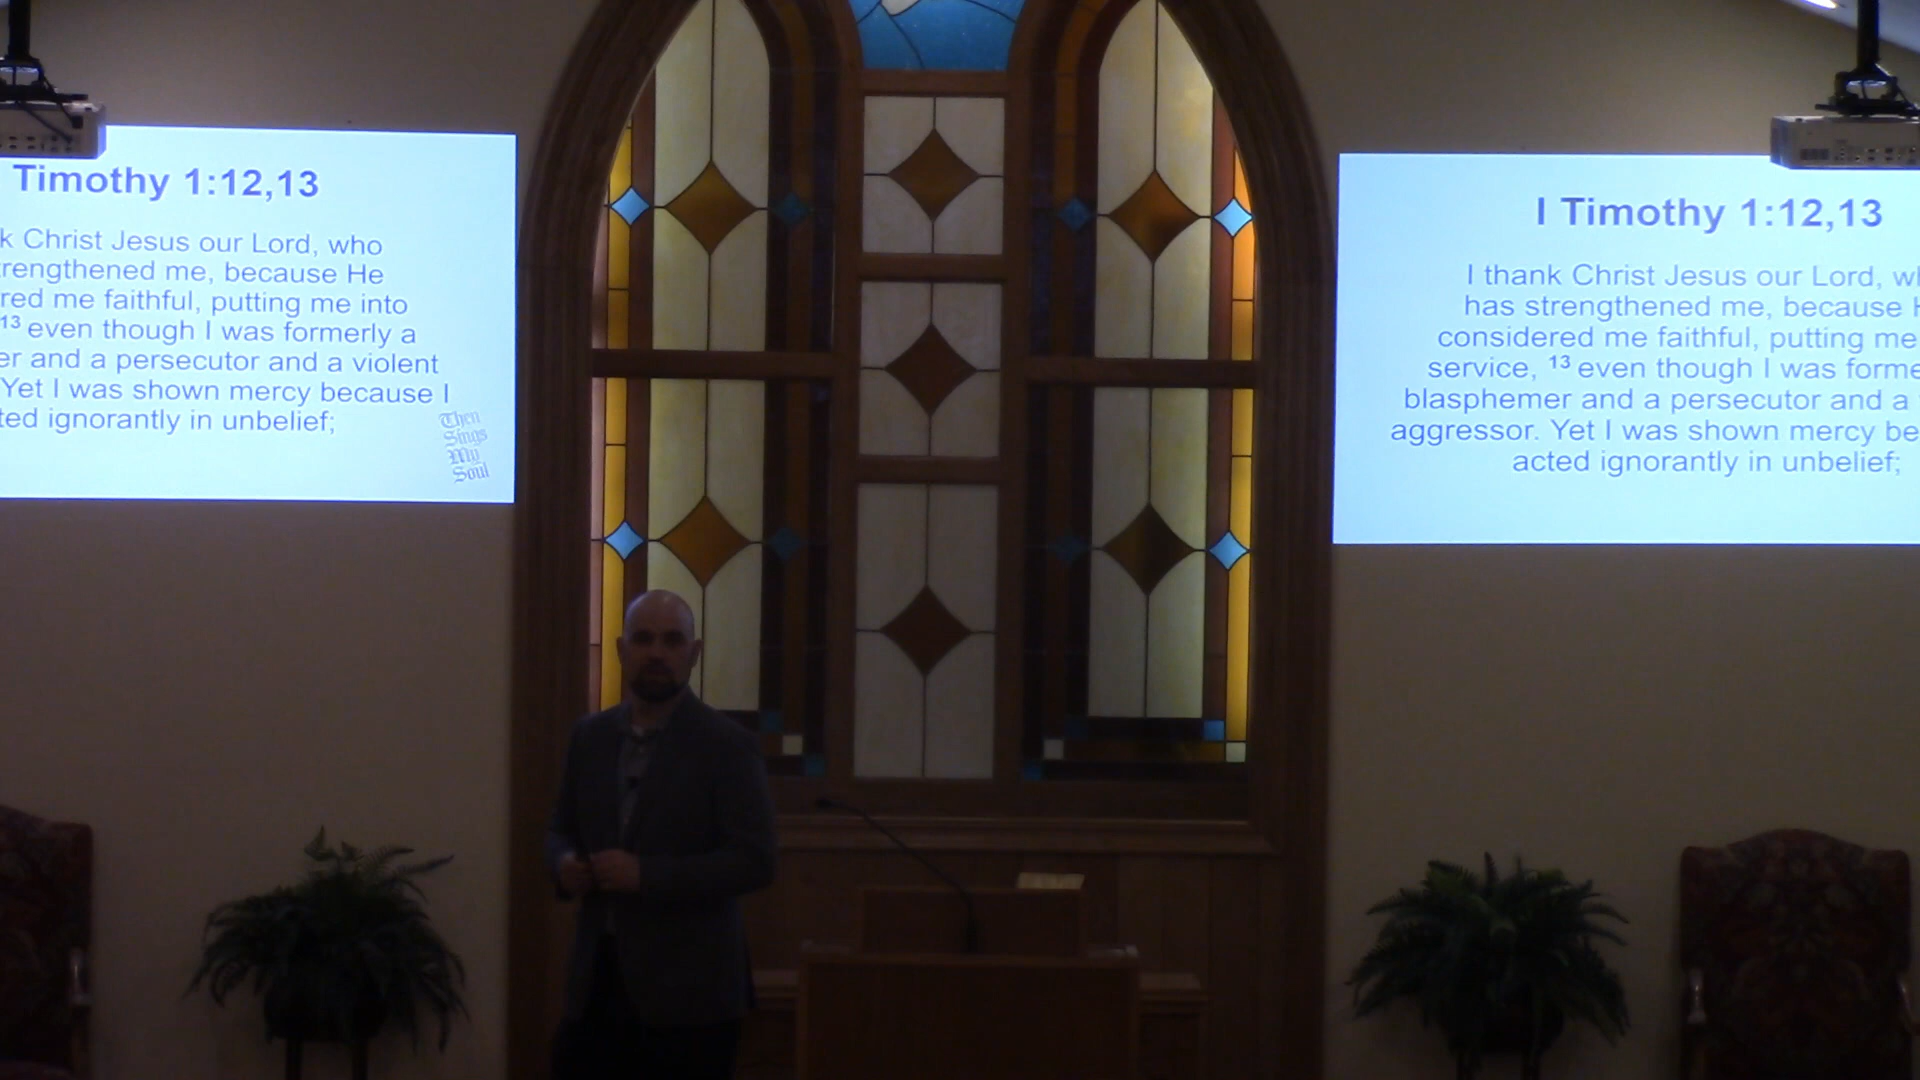 Timothy 1:12,13
k Christ Jesus our Lord, who
rengthened me, because He
red me faithful, putting me into
13 even though I was formerly a
er and a persecutor and a violent
Yet I was shown mercy because I
ted ignorantly in unbelief;
Then
Sings
My
Soul
I Timothy 1:12,13
I thank Christ Jesus our Lord, wh
has strengthened me, because H
considered me faithful, putting me
service, 13 even though I was forme
blasphemer and a persecutor and a
aggressor. Yet I was shown mercy be
acted ignorantly in unbelief;